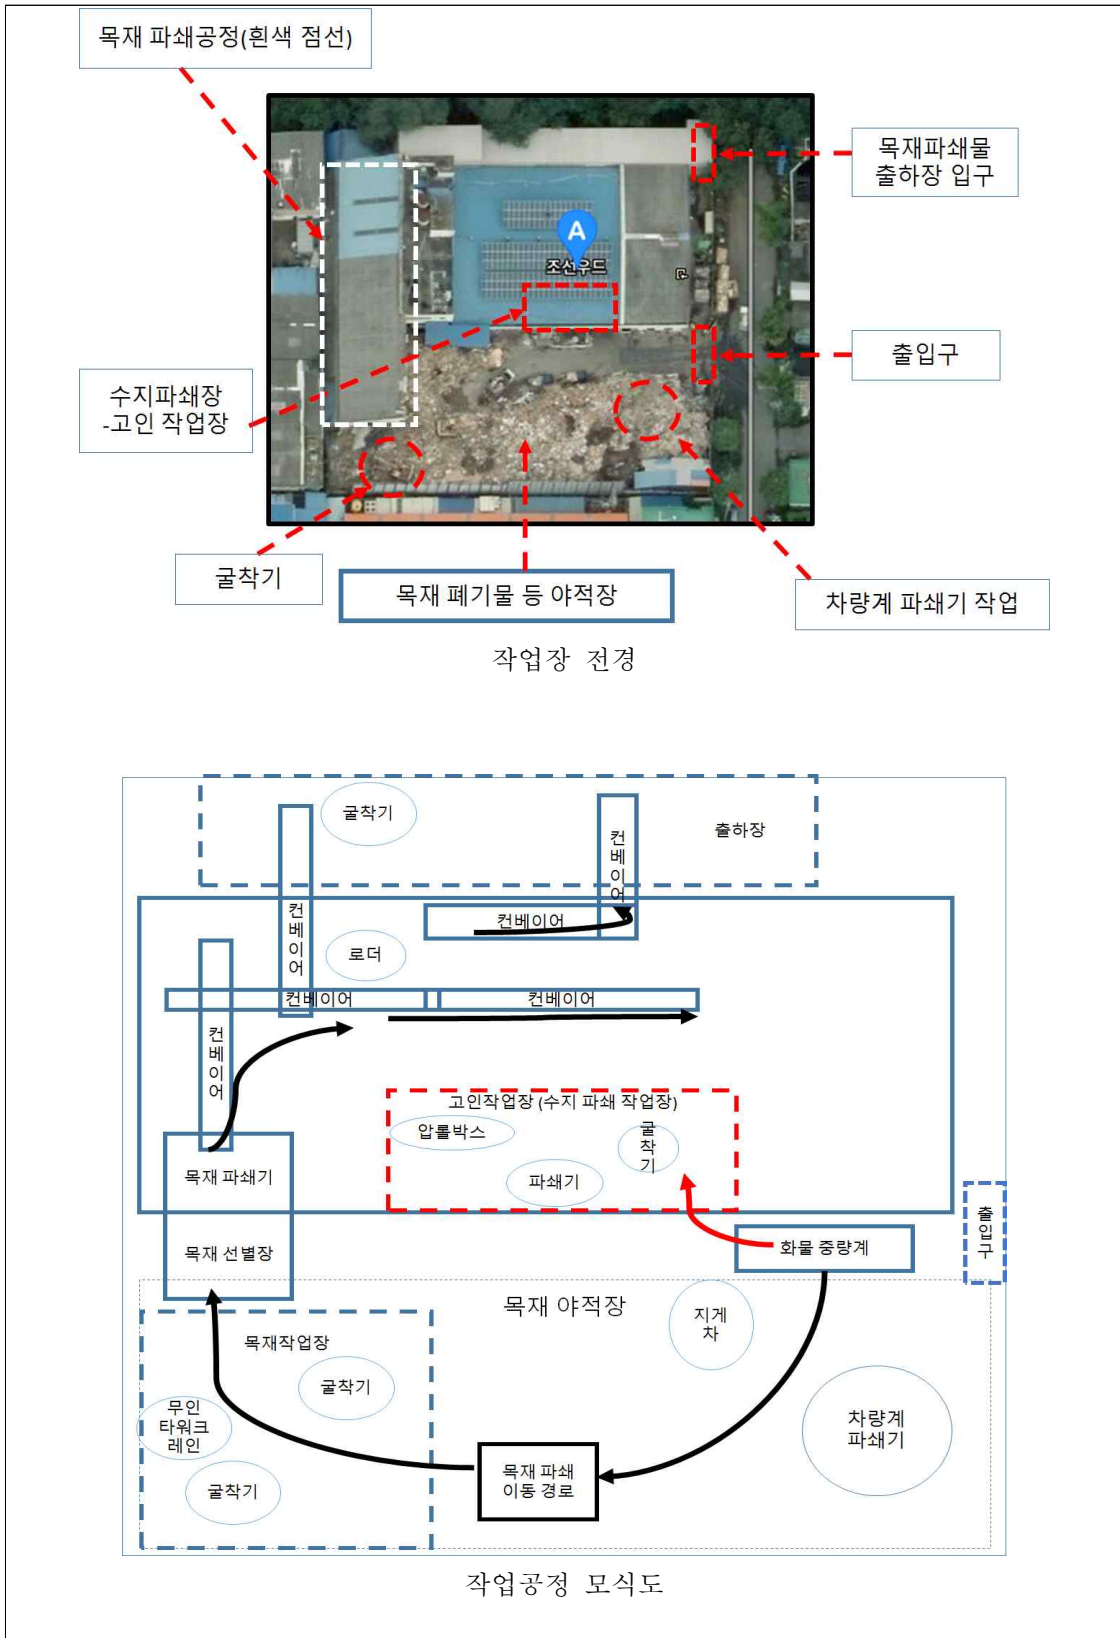 목재 파쇄공정(흰색 점선)
목재파쇄물
출하장 입구
A
조선우드
출입구
수지파쇄장
-고인 작업장
굴착기
목재 폐기물 등 야적장
차량계 파쇄기 작업
작업장 전경
굴착기
출하장
컨베이어
컨베이어
컨베이어
로더
컨베이어
컨베이어
컨베이어
고인작업장 (수지 파쇄 작업장)
압롤박스
굴착기
파쇄기
목재 파쇄기
출입구
목재 선별장
화물 중량계
목재 야적장
지게
차
목재작업장
굴착기
무인
타워크
레인
차량계
파쇄기
목재 파쇄
이동 경로
굴착기
작업공정 모식도